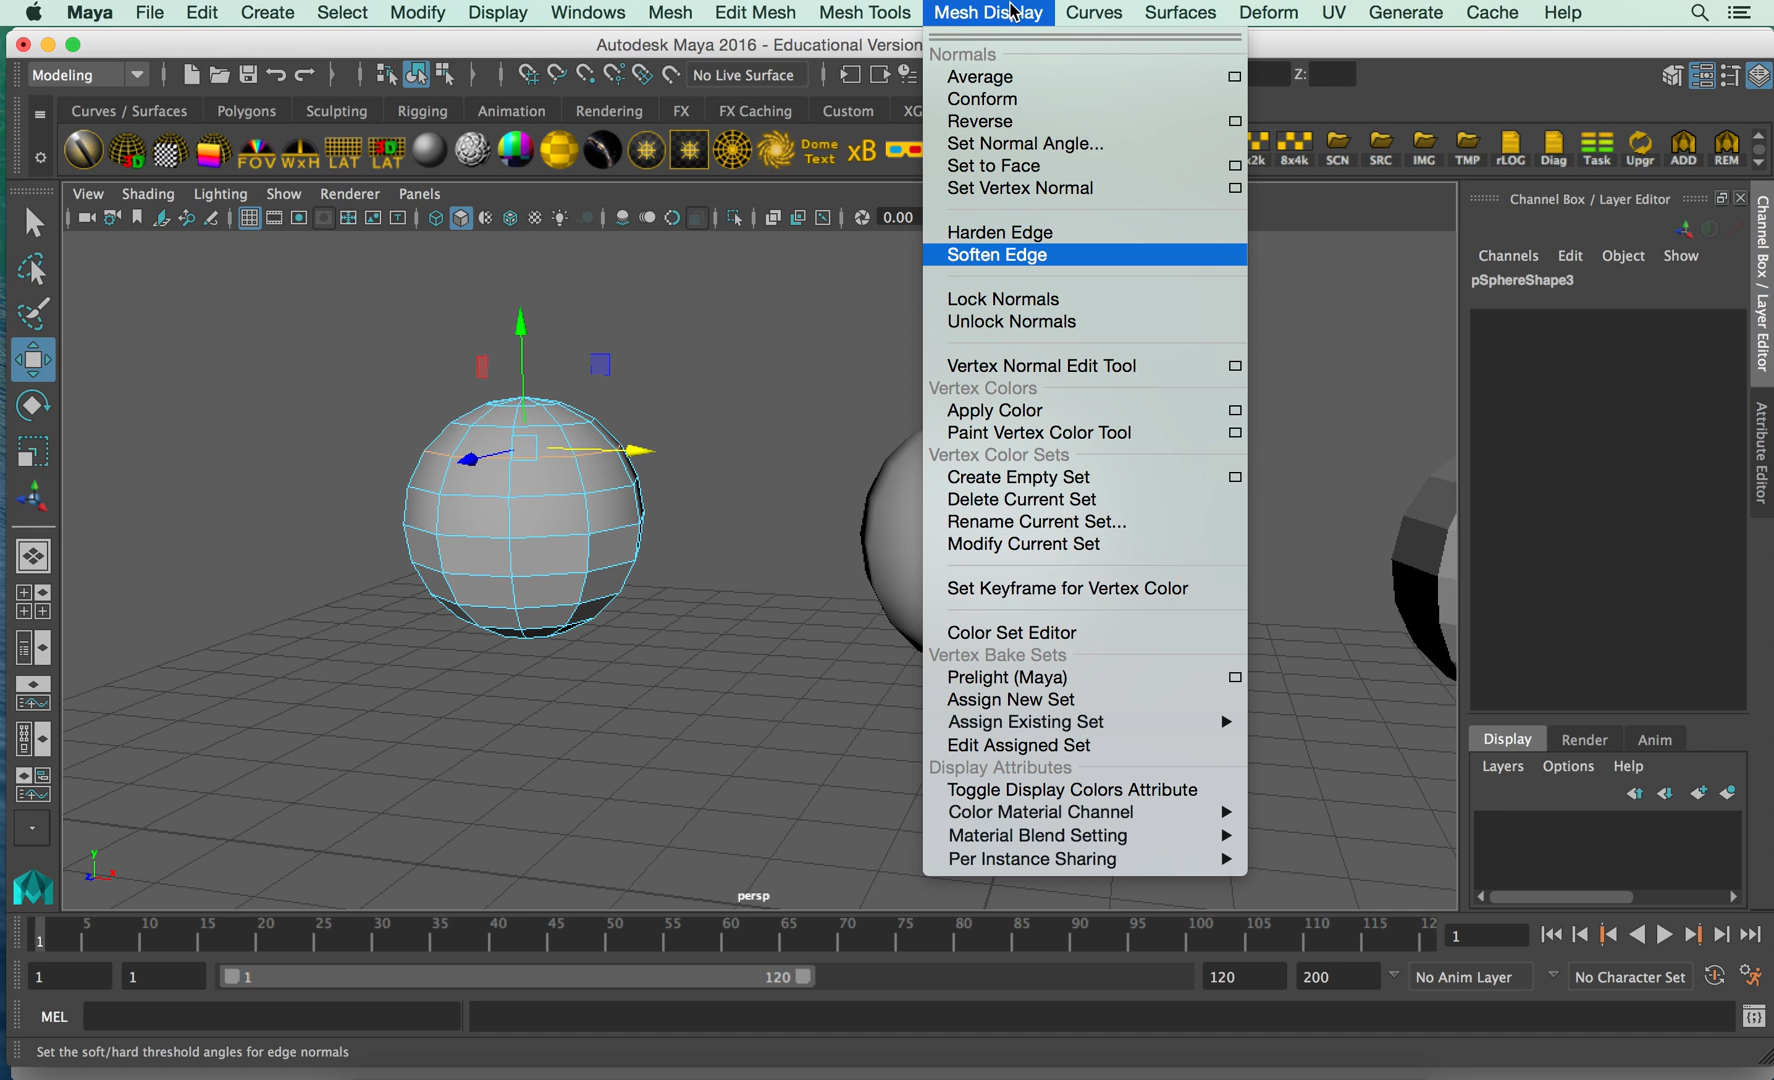 Maya File Edit Create Select Modify Display Windows Mesh Edit Mesh Mesh Tools Mesh Display Curves Surfaces Deform UV Generate Cache Help
Autodesk Maya 2016 - Educational Version
Modeling No Live Surface Z:
Curves / Surfaces Polygons Sculpting Rigging Animation Rendering FX FX Caching Custom XG
3D FOV WxH LAT 3D LAT Dome Text xB x2k 8x4k SCN SRC IMG TMP rLOG Diag Task Upgr ADD REM
View Shading Lighting Show Renderer Panels
0.00
Normals
Average
Conform
Reverse
Set Normal Angle...
Set to Face
Set Vertex Normal
Harden Edge
Soften Edge
Lock Normals
Unlock Normals
Vertex Normal Edit Tool
Vertex Colors
Apply Color
Paint Vertex Color Tool
Vertex Color Sets
Create Empty Set
Delete Current Set
Rename Current Set...
Modify Current Set
Set Keyframe for Vertex Color
Color Set Editor
Vertex Bake Sets
Prelight (Maya)
Assign New Set
Assign Existing Set
Edit Assigned Set
Display Attributes
Toggle Display Colors Attribute
Color Material Channel
Material Blend Setting
Per Instance Sharing
Channel Box / Layer Editor
Channels Edit Object Show
pSphereShape3
Channel Box / Layer Editor
Attribute Editor
Display Render Anim
Layers Options Help
y
z x
persp
1 5 10 15 20 25 30 35 40 45 50 55 60 65 70 75 80 85 90 95 100 105 110 115 12 1
1 1 1 120 120 200 No Anim Layer No Character Set
MEL
Set the soft/hard threshold angles for edge normals